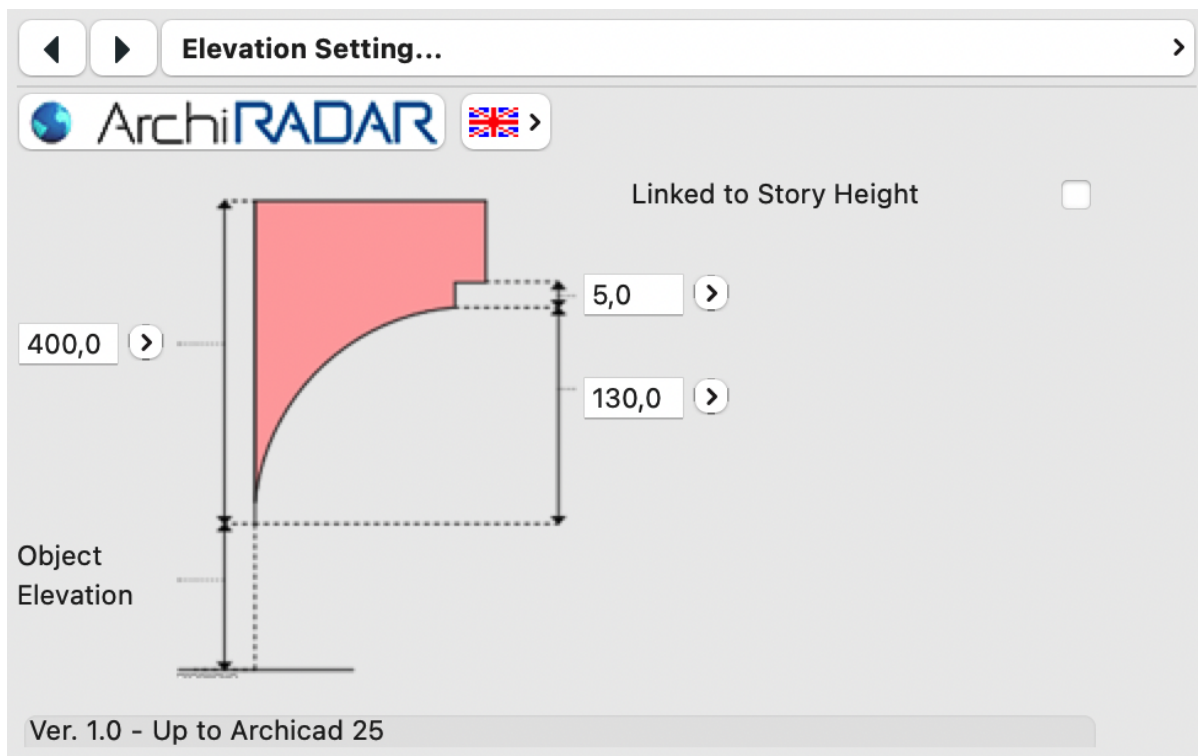 Elevation Setting...
ArchiRADAR
Linked to Story Height
5,0
400,0
130,0
Object
Elevation
Ver. 1.0 - Up to Archicad 25